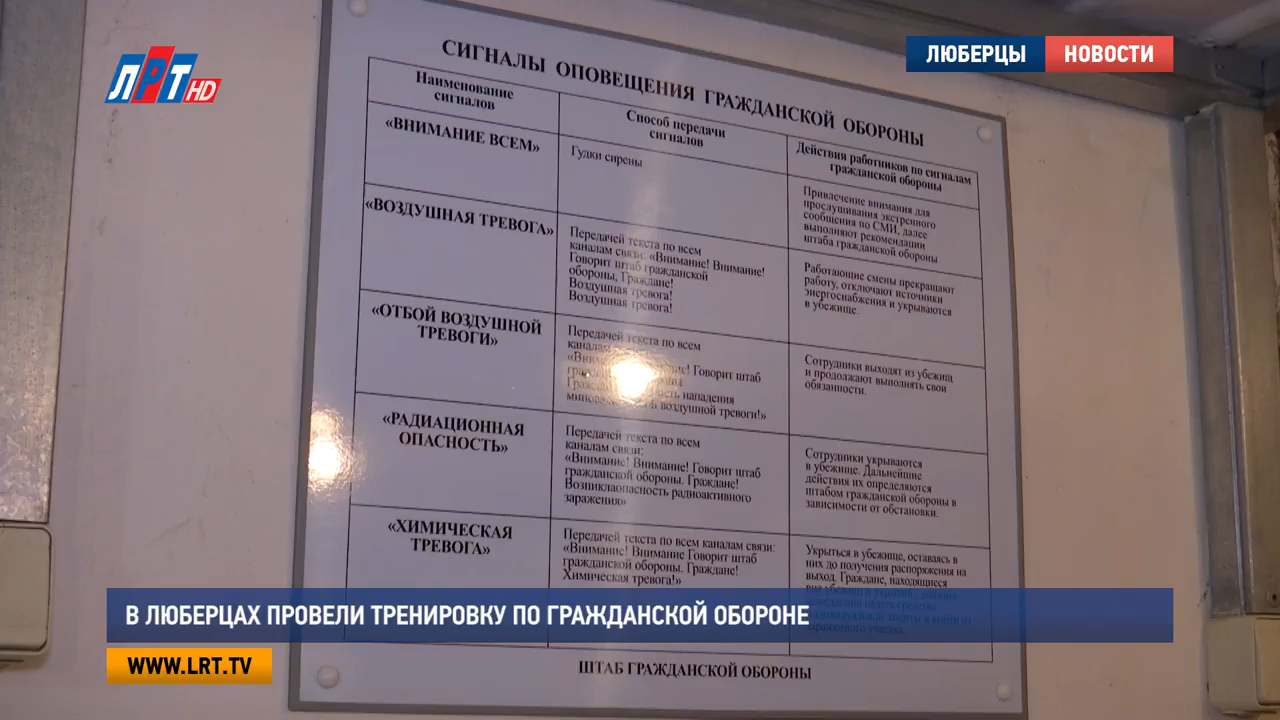 ЛРТ HD
ЛЮБЕРЦЫ НОВОСТИ
СИГНАЛЫ ОПОВЕЩЕНИЯ ГРАЖДАНСКОЙ ОБОРОНЫ
Наименование
сигналов
Способ передачи
сигналов
Действия работников по сигналам
гражданской обороны
«ВНИМАНИЕ ВСЕМ»
Гудки сирены
Привлечение внимания для
прослушивания экстренного
сообщения по СМИ, далее
выполняют рекомендации
штаба гражданской обороны
«ВОЗДУШНАЯ ТРЕВОГА»
Передачей текста по всем
каналам связи: «Внимание! Внимание!
Говорит штаб гражданской
обороны, Граждане!
Воздушная тревога!
Воздушная тревога!
Работающие смены прекращают
работу, отключают источники
энергоснабжения и укрываются
в убежище.
«ОТБОЙ ВОЗДУШНОЙ
ТРЕВОГИ»
Передачей текста по всем
каналам
Говорит штаб
нападения
воздушной тревоги!»
Сотрудники выходят из убежищ
и продолжают выполнять свои
обязанности.
«РАДИАЦИОННАЯ
ОПАСНОСТЬ»
Передачей текста по всем
каналам связи:
«Внимание! Внимание! Говорит штаб
гражданской обороны. Граждане!
Возниклаопасность радиоактивного
заражения»
Сотрудники укрываются
в убежище. Дальнейшие
действия их определяются
штабом гражданской обороны в
зависимости от обстановки.
«ХИМИЧЕСКАЯ
ТРЕВОГА»
Передачей текста по всем каналам связи:
«Внимание! Внимание Говорит штаб
гражданской обороны. Граждане!
Химическая тревога!»
Укрыться в убежище, оставаясь в
них до получения распоряжения на
выход. Граждане, находящиеся
В ЛЮБЕРЦАХ ПРОВЕЛИ ТРЕНИРОВКУ ПО ГРАЖДАНСКОЙ ОБОРОНЕ
WWW.LRT.TV
ШТАБ ГРАЖДАНСКОЙ ОБОРОНЫ